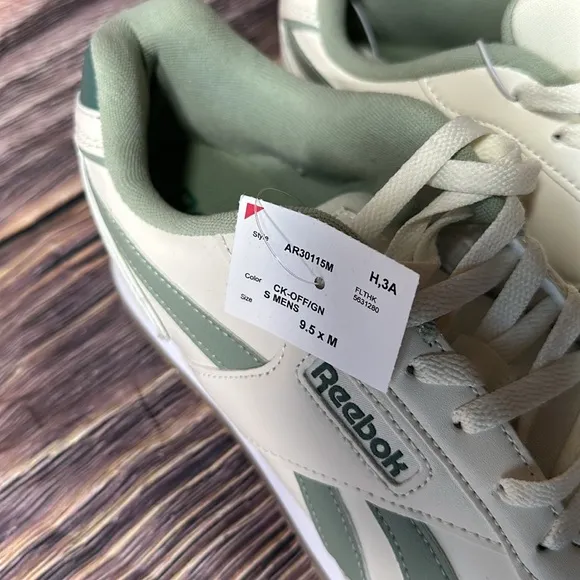 Style AR30115M H,3A
FLTHK
5631280
Color CK-OFF/GN
Size S MENS
9.5 x M
Reebok